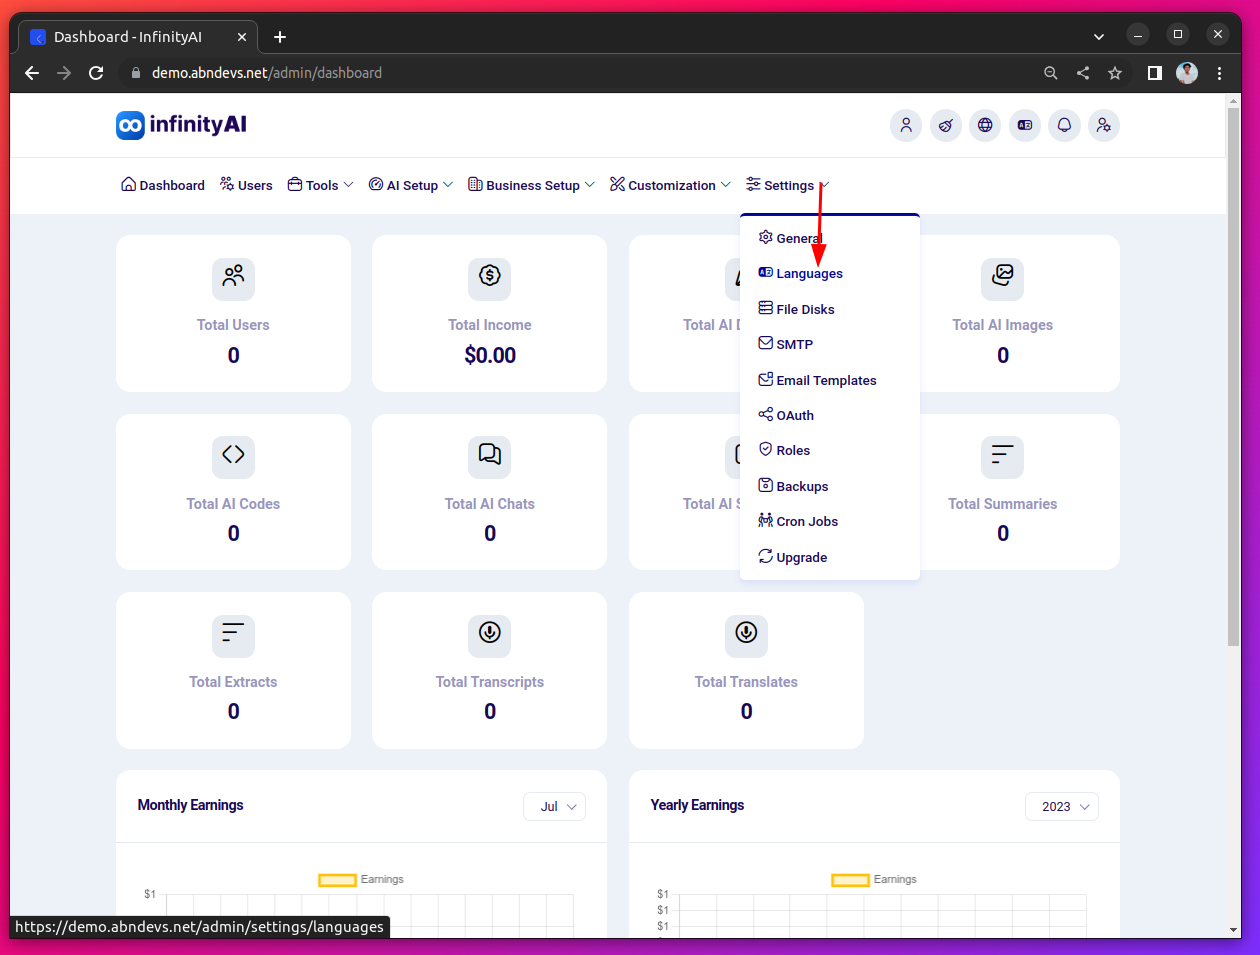 Dashboard - InfinityAI
demo.abndevs.net/admin/dashboard
infinityAI
Dashboard Users Tools AI Setup Business Setup Customization Settings
General
Languages
File Disks
SMTP
Email Templates
OAuth
Roles
Backups
Cron Jobs
Upgrade
Total Users
0
Total Income
$0.00
Total AI
Total AI Images
0
Total AI Codes
0
Total AI Chats
0
Total AI
Total Summaries
0
Total Extracts
0
Total Transcripts
0
Total Translates
0
Monthly Earnings
Jul
Earnings
$1
Yearly Earnings
2023
Earnings
$1
$1
$1
https://demo.abndevs.net/admin/settings/languages